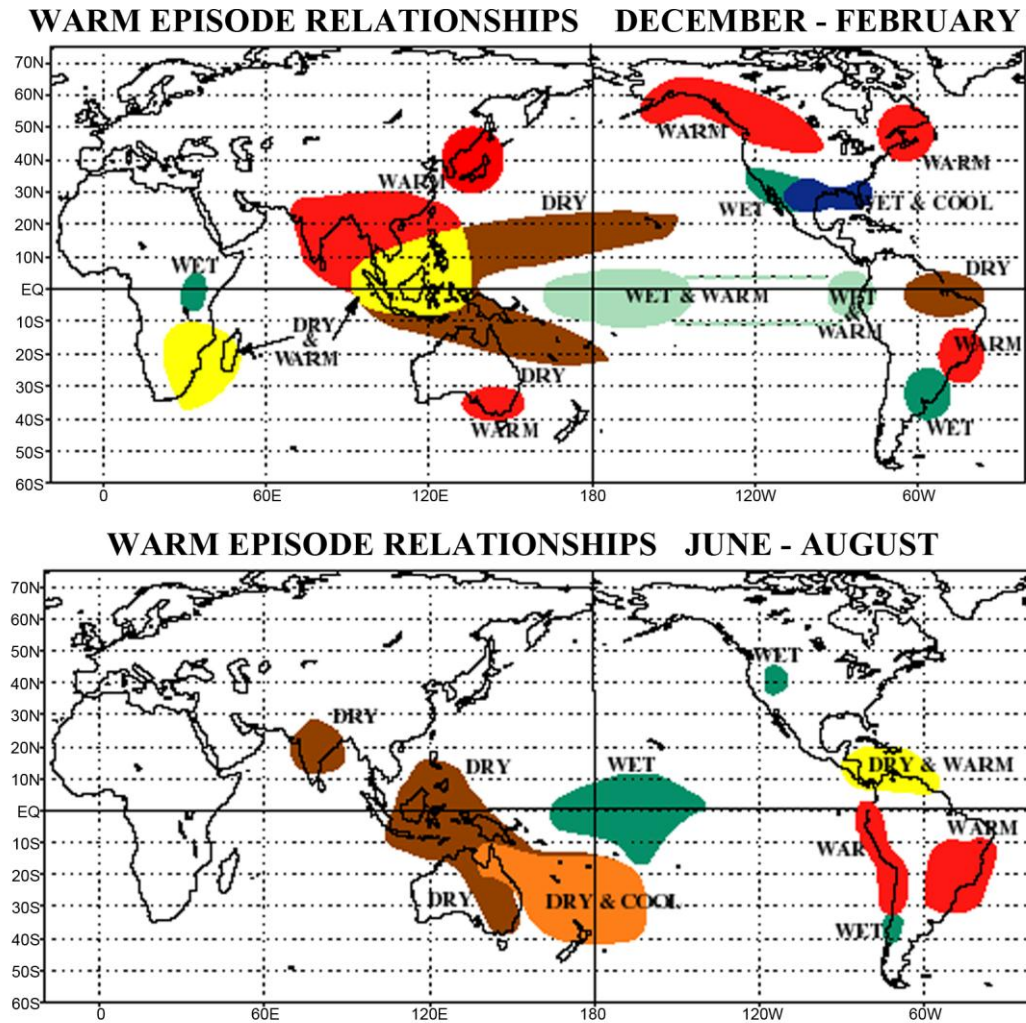 WARM EPISODE RELATIONSHIPS DECEMBER - FEBRUARY
70N
60N
50N
40N
30N
20N
10N
EQ
10S
20S
30S
40S
50S
60S
WARM
WARM
WARM
WET
ET & COOL
DRY
WET
DRY
WET & WARM
WET
&
WARM
DRY
&
WARM
WARM
DRY
WARM
WET
0
60E
120E
180
120W
60W
WARM EPISODE RELATIONSHIPS JUNE - AUGUST
70N
60N
50N
40N
30N
20N
10N
EQ
10S
20S
30S
40S
50S
60S
WET
DRY
DRY
WET
DRY & WARM
WARM
WAR
DRY
DRY & COOL
WET
0
60E
120E
180
120W
60W